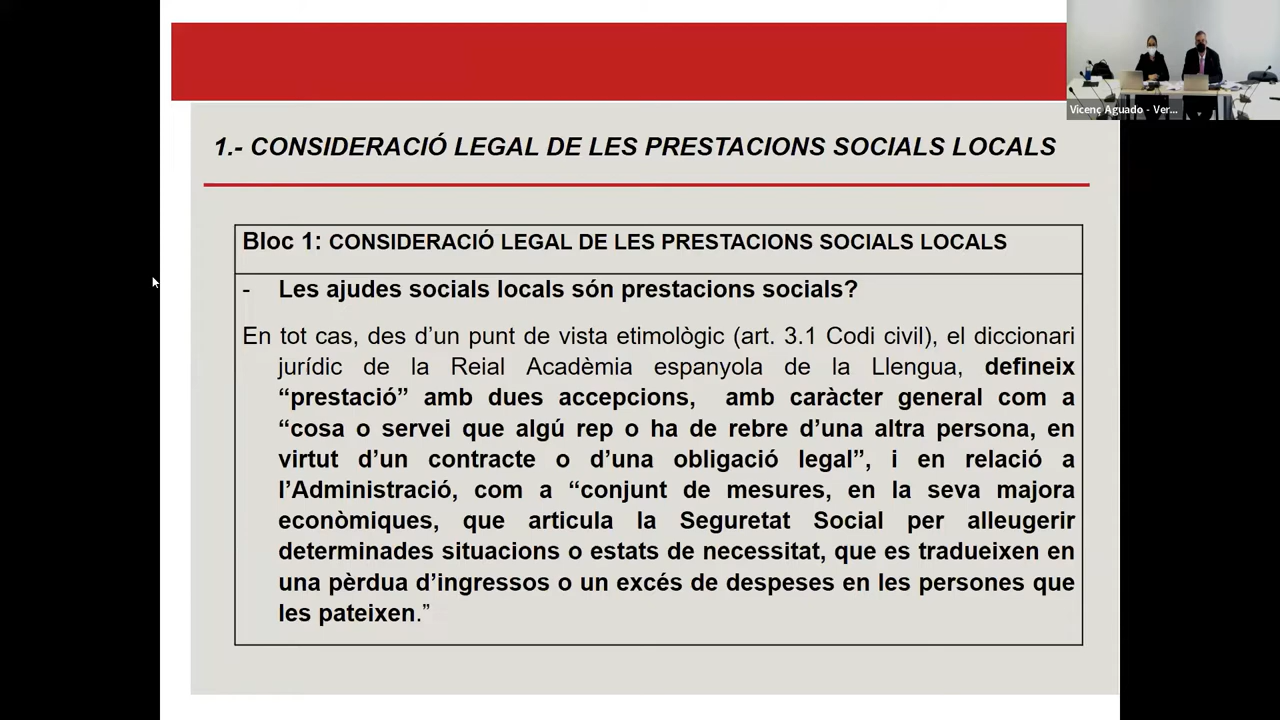 Vicenç Aguado - Ver...
1.- CONSIDERACIÓ LEGAL DE LES PRESTACIONS SOCIALS LOCALS
Bloc 1: CONSIDERACIÓ LEGAL DE LES PRESTACIONS SOCIALS LOCALS
- Les ajudes socials locals són prestacions socials?
En tot cas, des d’un punt de vista etimològic (art. 3.1 Codi civil), el diccionari
jurídic de la Reial Acadèmia espanyola de la Llengua, defineix
“prestació” amb dues accepcions, amb caràcter general com a
“cosa o servei que algú rep o ha de rebre d’una altra persona, en
virtut d’un contracte o d’una obligació legal”, i en relació a
l’Administració, com a “conjunt de mesures, en la seva majora
econòmiques, que articula la Seguretat Social per alleugerir
determinades situacions o estats de necessitat, que es tradueixen en
una pèrdua d’ingressos o un excés de despeses en les persones que
les pateixen.”